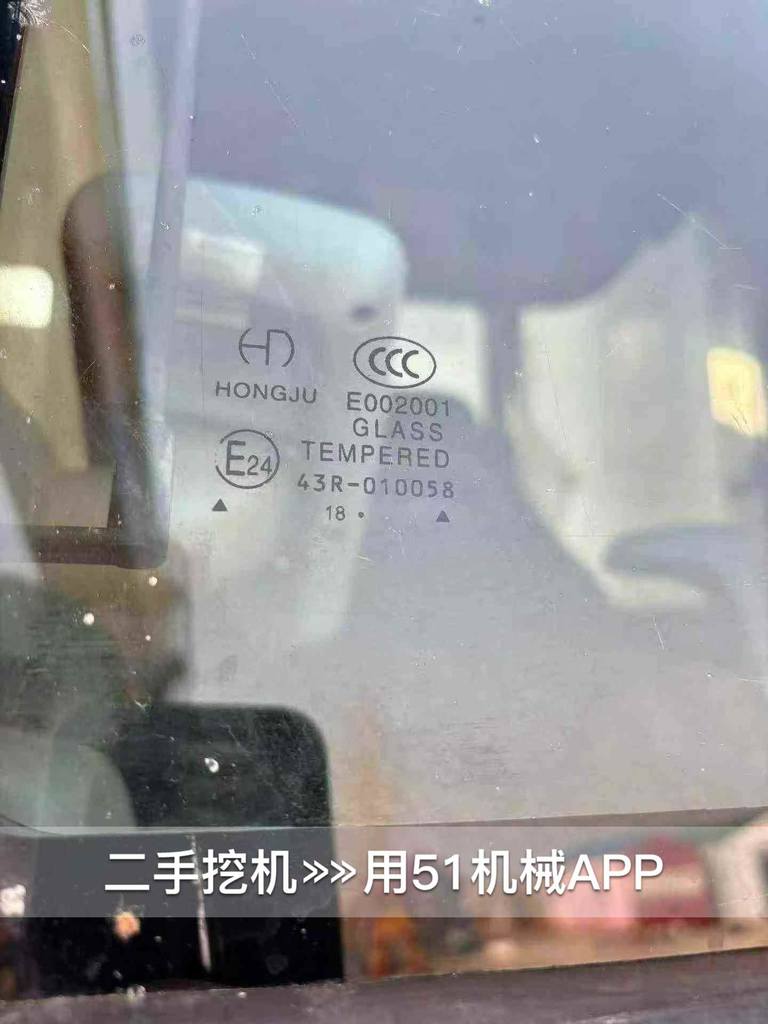 HONGJU
CCC
E002001
GLASS
TEMPERED
E24
43R-010058
▲ 18 • ▲
二手挖机>>>>用51机械APP